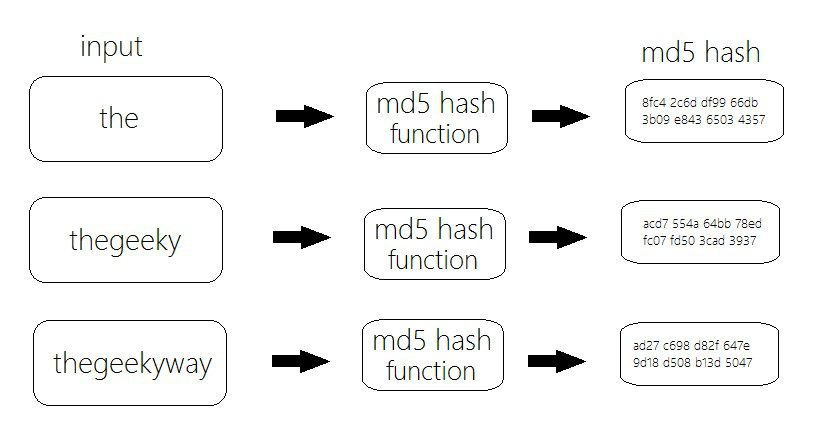 input
md5 hash
the
md5 hash
function
8fc4 2c6d df99 66db
3b09 e843 6503 4357
thegeeky
md5 hash
function
acd7 554a 64bb 78ed
fc07 fd50 3cad 3937
thegeekyway
md5 hash
function
ad27 c698 d82f 647e
9d18 d508 b13d 5047